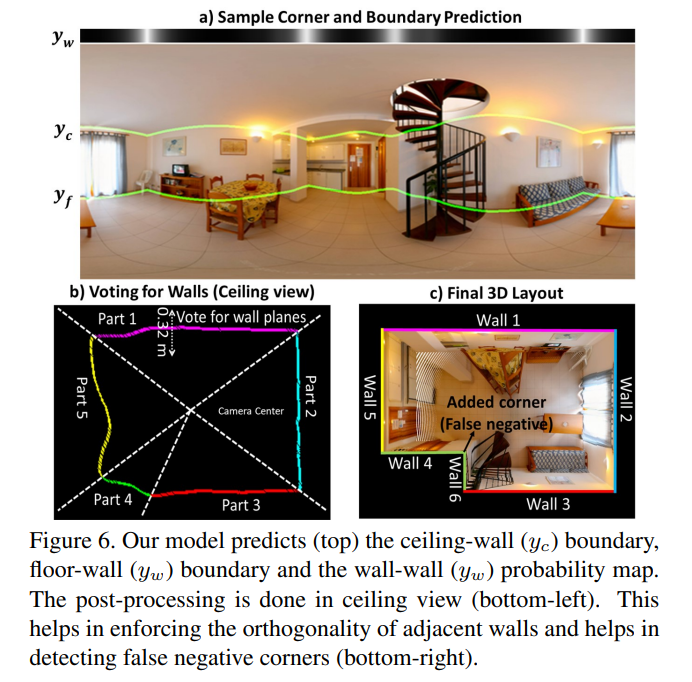 a) Sample Corner and Boundary Prediction
y_w
y_c
y_f
b) Voting for Walls (Ceiling view)
Part 1
0.32 m
Vote for wall planes
Part 5
Part 2
Camera Center
Part 4
Part 3
c) Final 3D Layout
Wall 1
Wall 5
Wall 2
Added corner
(False negative)
Wall 4
Wall 6
Wall 3
Figure 6. Our model predicts (top) the ceiling-wall (y_c) boundary,
floor-wall (y_w) boundary and the wall-wall (y_w) probability map.
The post-processing is done in ceiling view (bottom-left). This
helps in enforcing the orthogonality of adjacent walls and helps in
detecting false negative corners (bottom-right).